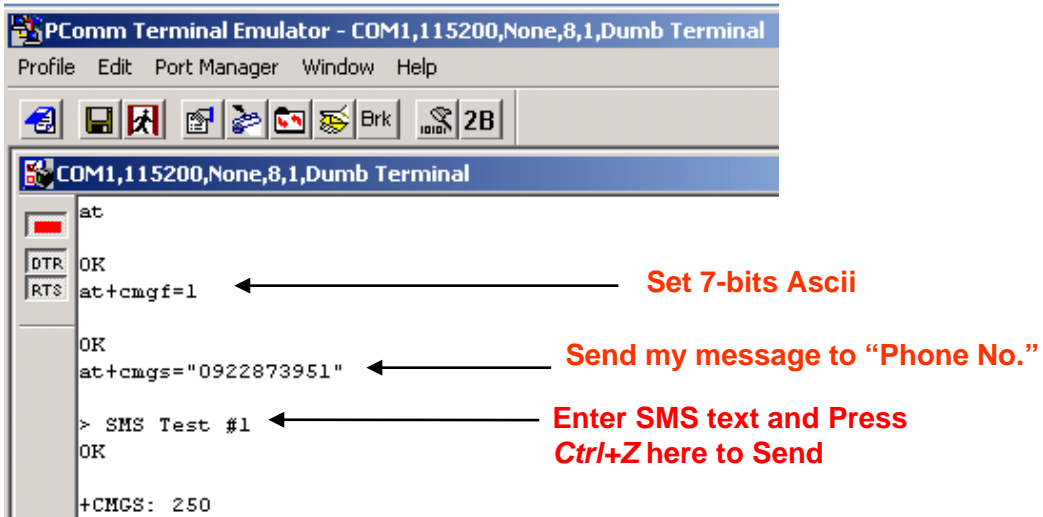 PComm Terminal Emulator - COM1,115200,None,8,1,Dumb Terminal
Profile Edit Port Manager Window Help
Brk 2B
COM1,115200,None,8,1,Dumb Terminal
at
DTR OK
RTS at+cmgf=1 Set 7-bits Ascii
OK
at+cmgs="0922873951" Send my message to “Phone No.”
> SMS Test #1 Enter SMS text and Press
OK Ctrl+Z here to Send
+CMGS: 250